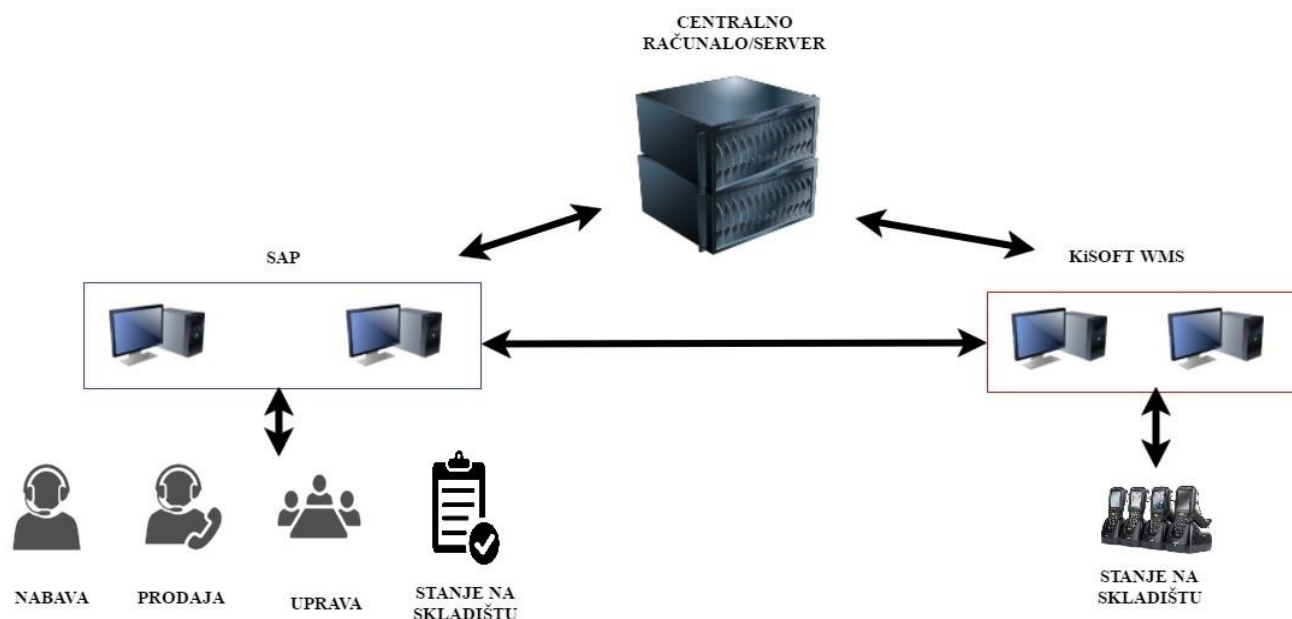 CENTRALNO
RAČUNALO/SERVER
SAP
KiSOFT WMS
NABAVA
PRODAJA
UPRAVA
STANJE NA
SKLADIŠTU
STANJE NA
SKLADIŠTU